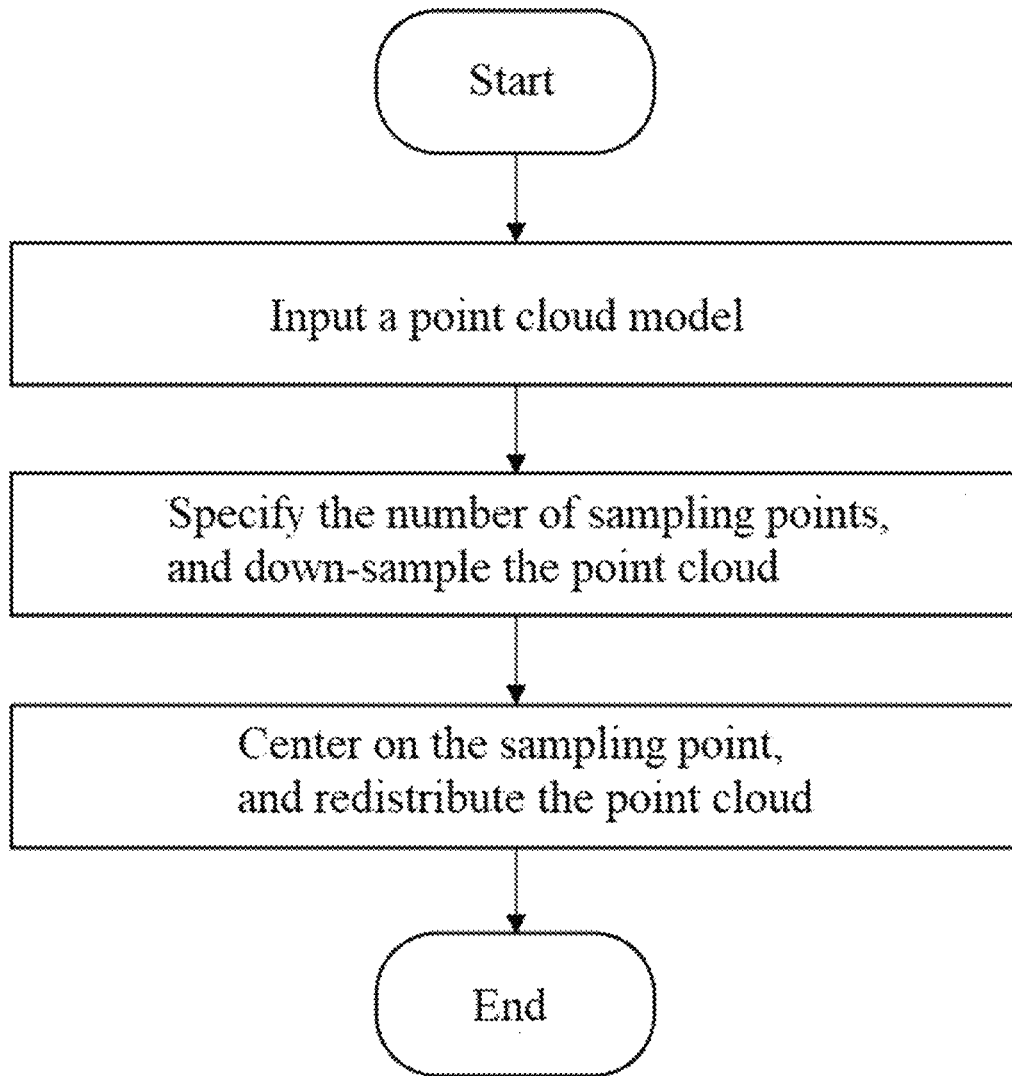 Start
Input a point cloud model
Specify the number of sampling points,
and down-sample the point cloud
Center on the sampling point,
and redistribute the point cloud
End